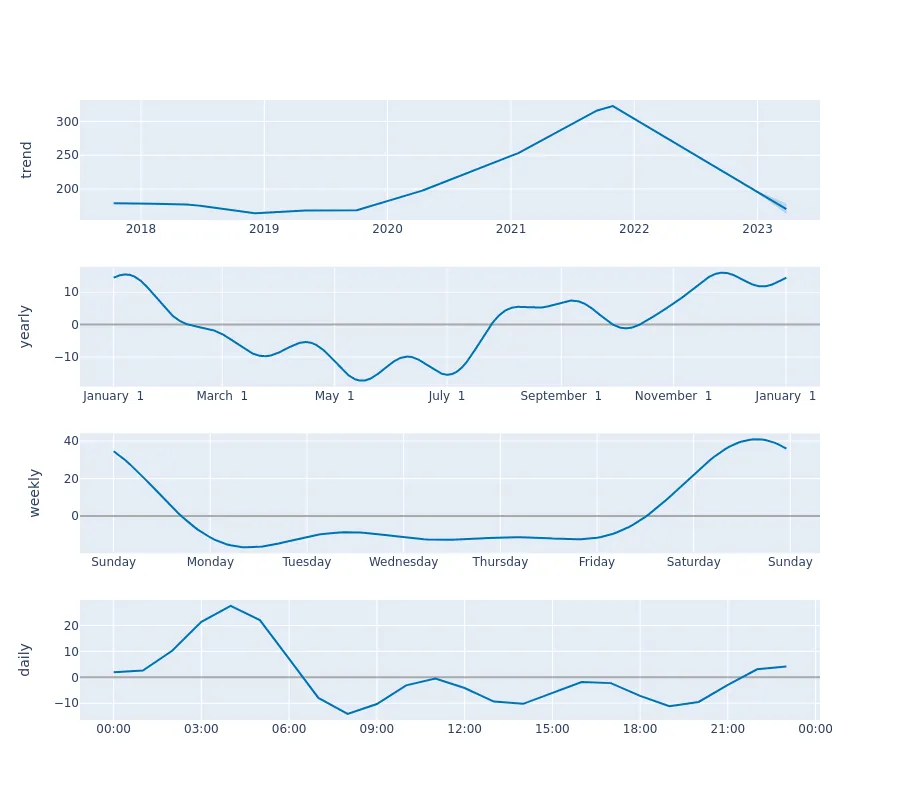 trend
300
250
200
2018 2019 2020 2021 2022 2023
yearly
10
0
−10
January 1 March 1 May 1 July 1 September 1 November 1 January 1
weekly
40
20
0
Sunday Monday Tuesday Wednesday Thursday Friday Saturday Sunday
daily
20
10
0
−10
00:00 03:00 06:00 09:00 12:00 15:00 18:00 21:00 00:00